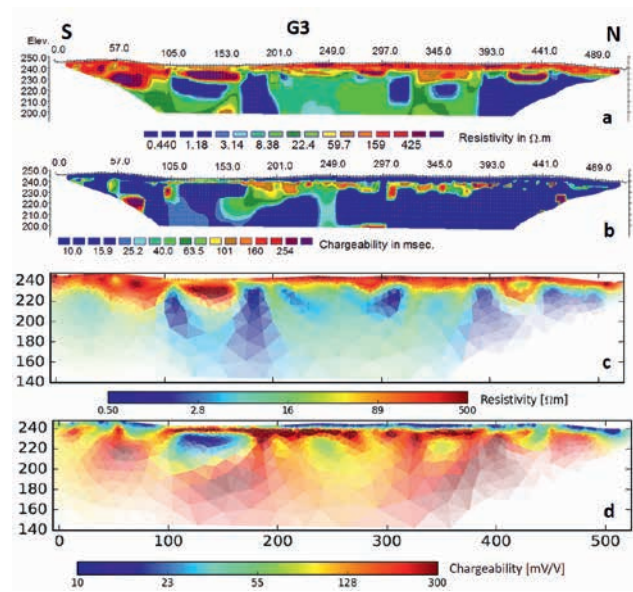 S G3 N
Elev. 0.0 57.0 105.0 153.0 201.0 249.0 297.0 345.0 393.0 441.0 489.0
250.0
240.0
230.0
220.0
210.0
200.0
a
0.440 1.18 3.14 8.38 22.4 59.7 159 425 Resistivity in Ω.m
0.0 57.0 105.0 153.0 201.0 249.0 297.0 345.0 393.0 441.0 489.0
250.0
240.0
230.0
220.0
210.0
200.0
b
10.0 15.9 25.2 40.0 63.5 101 160 254 Chargeability in msec.
240
220
200
180
160
140
c
0.50 2.8 16 89 500 Resistivity [Ωm]
240
220
200
180
160
140
d
0 100 200 300 400 500
10 23 55 128 300 Chargeability [mV/V]